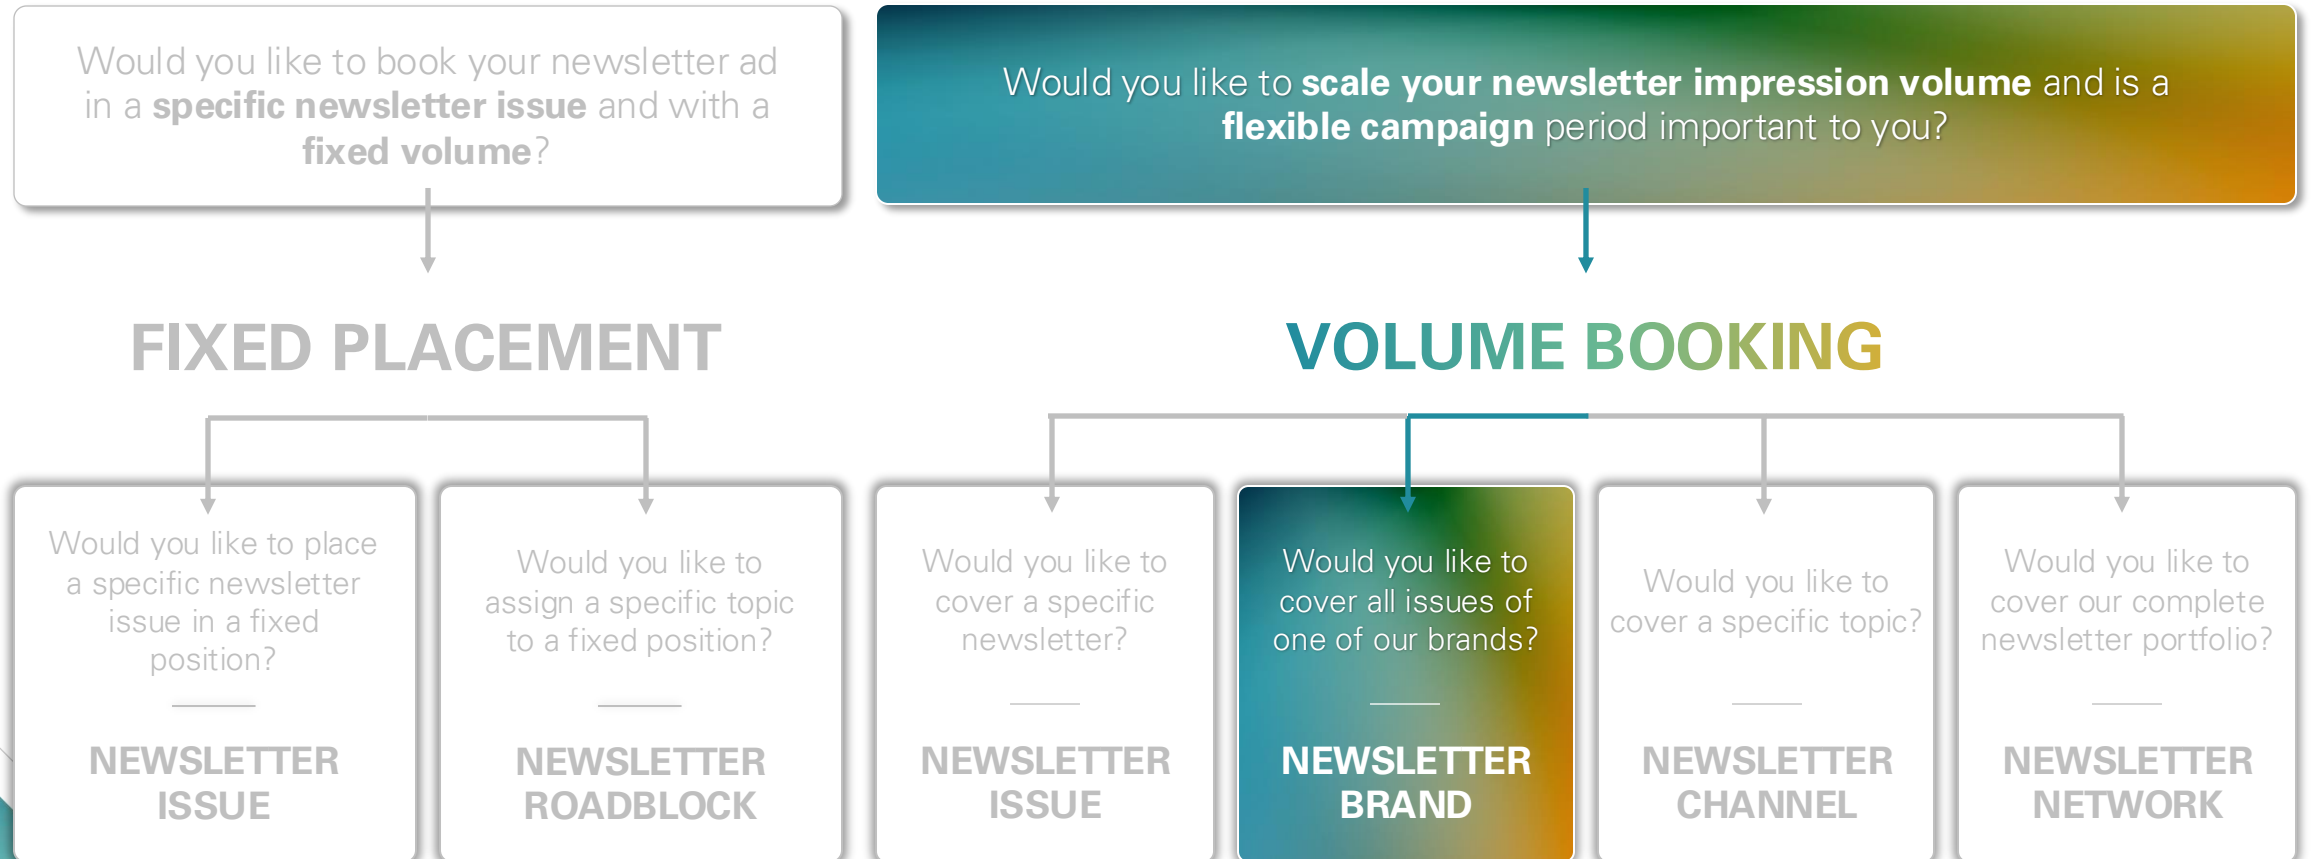 Would you like to book your newsletter ad
in a specific newsletter issue and with a
fixed volume?
Would you like to scale your newsletter impression volume and is a
flexible campaign period important to you?
FIXED PLACEMENT
VOLUME BOOKING
Would you like to place
a specific newsletter
issue in a fixed
position?
NEWSLETTER
ISSUE
Would you like to
assign a specific topic
to a fixed position?
NEWSLETTER
ROADBLOCK
Would you like to
cover a specific
newsletter?
NEWSLETTER
ISSUE
Would you like to
cover all issues of
one of our brands?
NEWSLETTER
BRAND
Would you like to
cover a specific topic?
NEWSLETTER
CHANNEL
Would you like to
cover our complete
newsletter portfolio?
NEWSLETTER
NETWORK